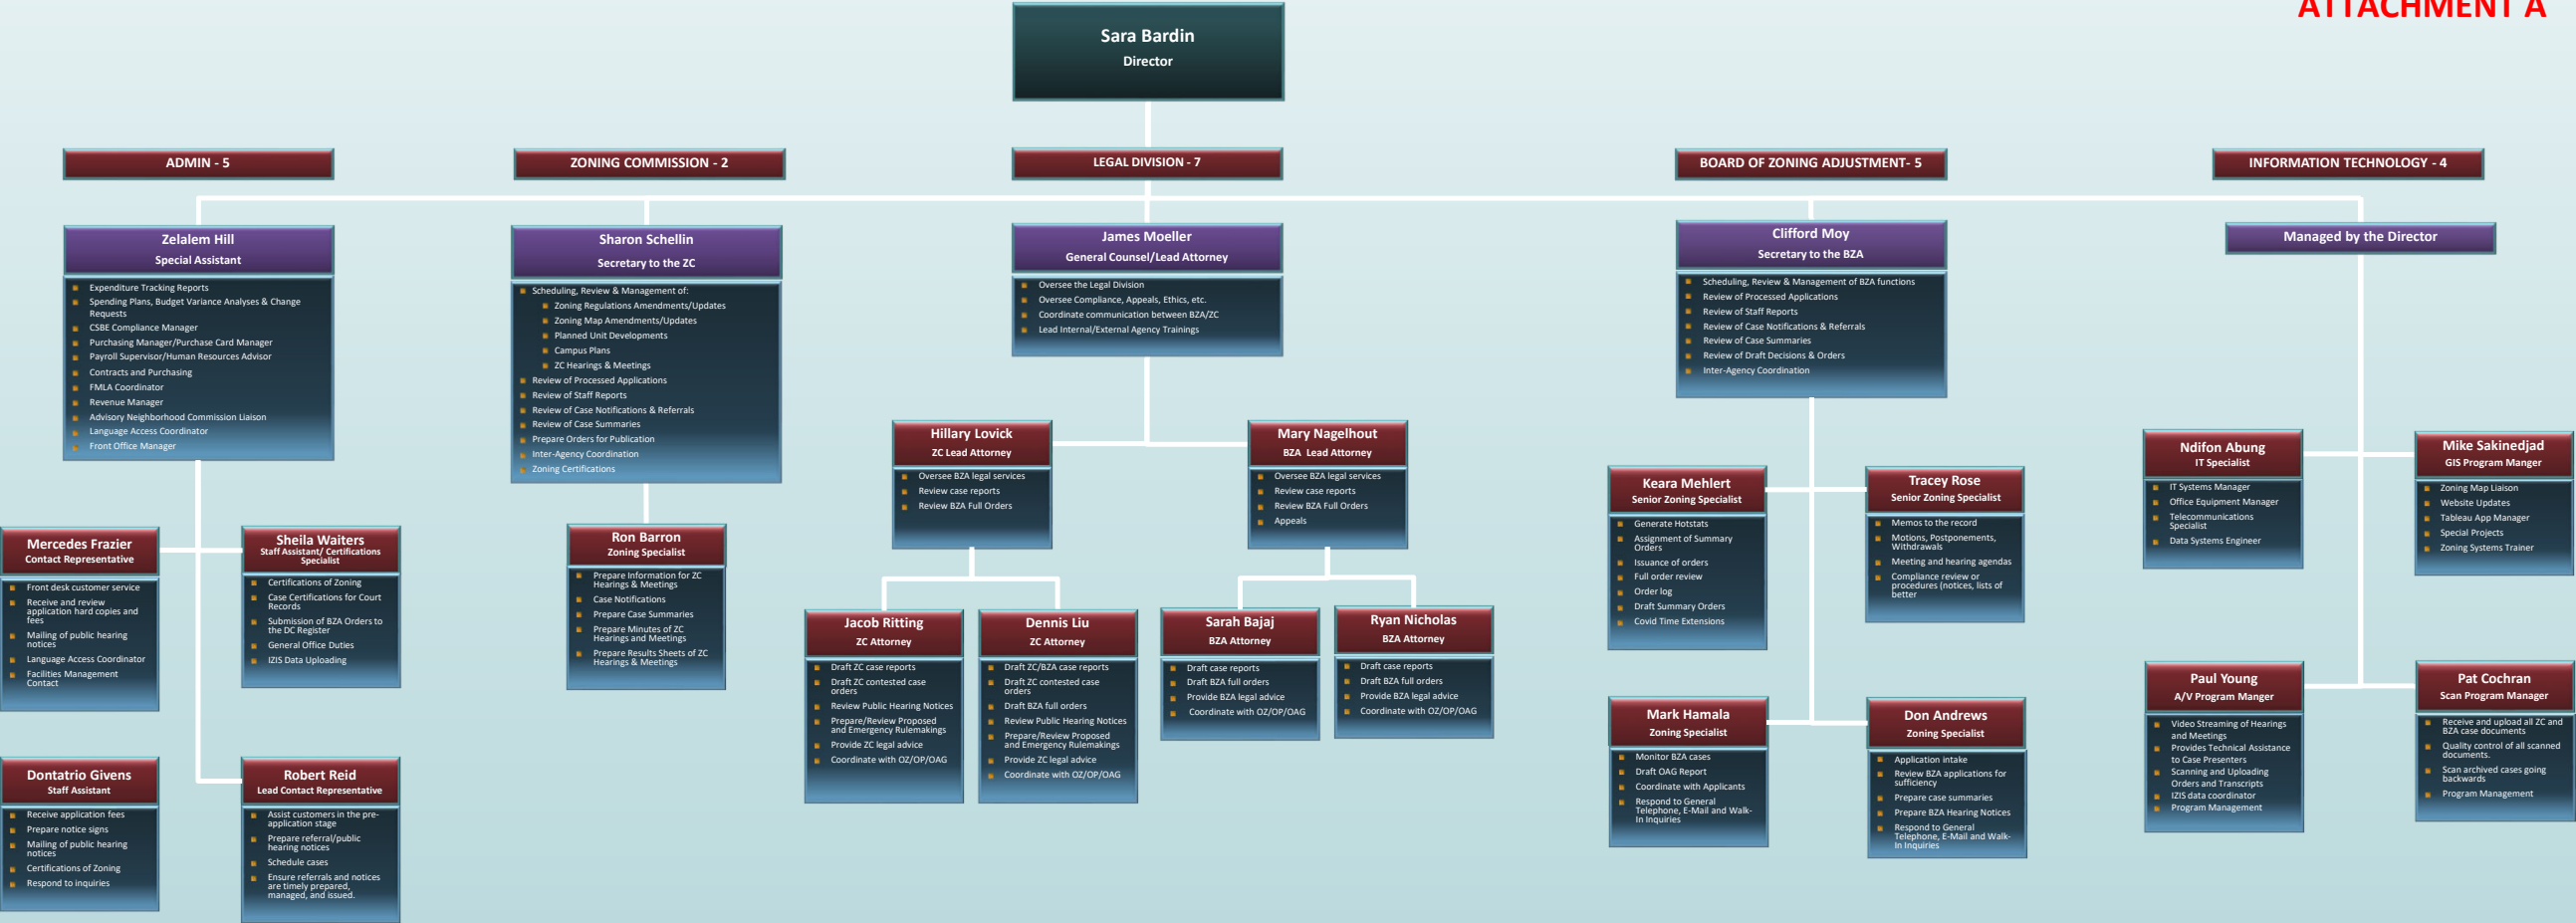 ATTACHMENT A
Sara Bardin
Director
ADMIN - 5
ZONING COMMISSION - 2
LEGAL DIVISION - 7
BOARD OF ZONING ADJUSTMENT- 5
INFORMATION TECHNOLOGY - 4
Zelalem Hill
Special Assistant
Expenditure Tracking Reports
Spending Plans, Budget Variance Analyses & Change
Requests
CSBE Compliance Manager
Purchasing Manager/Purchase Card Manager
Payroll Supervisor/Human Resources Advisor
Contracts and Purchasing
FMLA Coordinator
Revenue Manager
Advisory Neighborhood Commission Liaison
Language Access Coordinator
Front Office Manager
Mercedes Frazier
Contact Representative
Front desk customer service
Receive and review
application hard copies and
fees
Mailing of public hearing
notices
Language Access Coordinator
Facilities Management
Contact
Sheila Waiters
Staff Assistant/ Certifications
Specialist
Certifications of Zoning
Case Certifications for Court
Records
Submission of BZA Orders to
the DC Register
General Office Duties
IZIS Data Uploading
Dontatrio Givens
Staff Assistant
Receive application fees
Prepare notice signs
Mailing of public hearing
notices
Certifications of Zoning
Respond to inquiries
Robert Reid
Lead Contact Representative
Assist customers in the pre-
application stage
Prepare referral/public
hearing notices
Schedule cases
Ensure referrals and notices
are timely prepared,
managed, and issued.
Sharon Schellin
Secretary to the ZC
Scheduling, Review & Management of:
Zoning Regulations Amendments/Updates
Zoning Map Amendments/Updates
Planned Unit Developments
Campus Plans
ZC Hearings & Meetings
Review of Processed Applications
Review of Staff Reports
Review of Case Notifications & Referrals
Review of Case Summaries
Prepare Orders for Publication
Inter-Agency Coordination
Zoning Certifications
Ron Barron
Zoning Specialist
Prepare Information for ZC
Hearings & Meetings
Case Notifications
Prepare Case Summaries
Prepare Minutes of ZC
Hearings and Meetings
Prepare Results Sheets of ZC
Hearings & Meetings
James Moeller
General Counsel/Lead Attorney
Oversee the Legal Division
Oversee Compliance, Appeals, Ethics, etc.
Coordinate communication between BZA/ZC
Lead Internal/External Agency Trainings
Hillary Lovick
ZC Lead Attorney
Oversee BZA legal services
Review case reports
Review BZA Full Orders
Mary Nagelhout
BZA Lead Attorney
Oversee BZA legal services
Review case reports
Review BZA Full Orders
Appeals
Jacob Ritting
ZC Attorney
Draft ZC case reports
Draft ZC contested case
orders
Review Public Hearing Notices
Prepare/Review Proposed
and Emergency Rulemakings
Provide ZC legal advice
Coordinate with OZ/OP/OAG
Dennis Liu
ZC Attorney
Draft ZC/BZA case reports
Draft ZC contested case
orders
Draft BZA full orders
Review Public Hearing Notices
Prepare/Review Proposed
and Emergency Rulemakings
Provide ZC legal advice
Coordinate with OZ/OP/OAG
Sarah Bajaj
BZA Attorney
Draft case reports
Draft BZA full orders
Provide BZA legal advice
Coordinate with OZ/OP/OAG
Ryan Nicholas
BZA Attorney
Draft case reports
Draft BZA full orders
Provide BZA legal advice
Coordinate with OZ/OP/OAG
Clifford Moy
Secretary to the BZA
Scheduling, Review & Management of BZA functions
Review of Processed Applications
Review of Staff Reports
Review of Case Notifications & Referrals
Review of Case Summaries
Review of Draft Decisions & Orders
Inter-Agency Coordination
Keara Mehlert
Senior Zoning Specialist
Generate Hotstats
Assignment of Summary
Orders
Issuance of orders
Full order review
Order log
Draft Summary Orders
Covid Time Extensions
Tracey Rose
Senior Zoning Specialist
Memos to the record
Motions, Postponements,
Withdrawals
Meeting and hearing agendas
Compliance review or
procedures (notices, lists of
better
Mark Hamala
Zoning Specialist
Monitor BZA cases
Draft OAG Report
Coordinate with Applicants
Respond to General
Telephone, E-Mail and Walk-
In Inquiries
Don Andrews
Zoning Specialist
Application intake
Review BZA applications for
sufficiency
Prepare case summaries
Prepare BZA Hearing Notices
Respond to General
Telephone, E-Mail and Walk-
In Inquiries
Managed by the Director
Ndifon Abung
IT Specialist
IT Systems Manager
Office Equipment Manager
Telecommunications
Specialist
Data Systems Engineer
Mike Sakinedjad
GIS Program Manger
Zoning Map Liaison
Website Updates
Tableau App Manager
Special Projects
Zoning Systems Trainer
Paul Young
A/V Program Manger
Video Streaming of Hearings
and Meetings
Provides Technical Assistance
to Case Presenters
Scanning and Uploading
Orders and Transcripts
IZIS data coordinator
Program Management
Pat Cochran
Scan Program Manager
Receive and upload all ZC and
BZA case documents
Quality control of all scanned
documents.
Scan archived cases going
backwards
Program Management